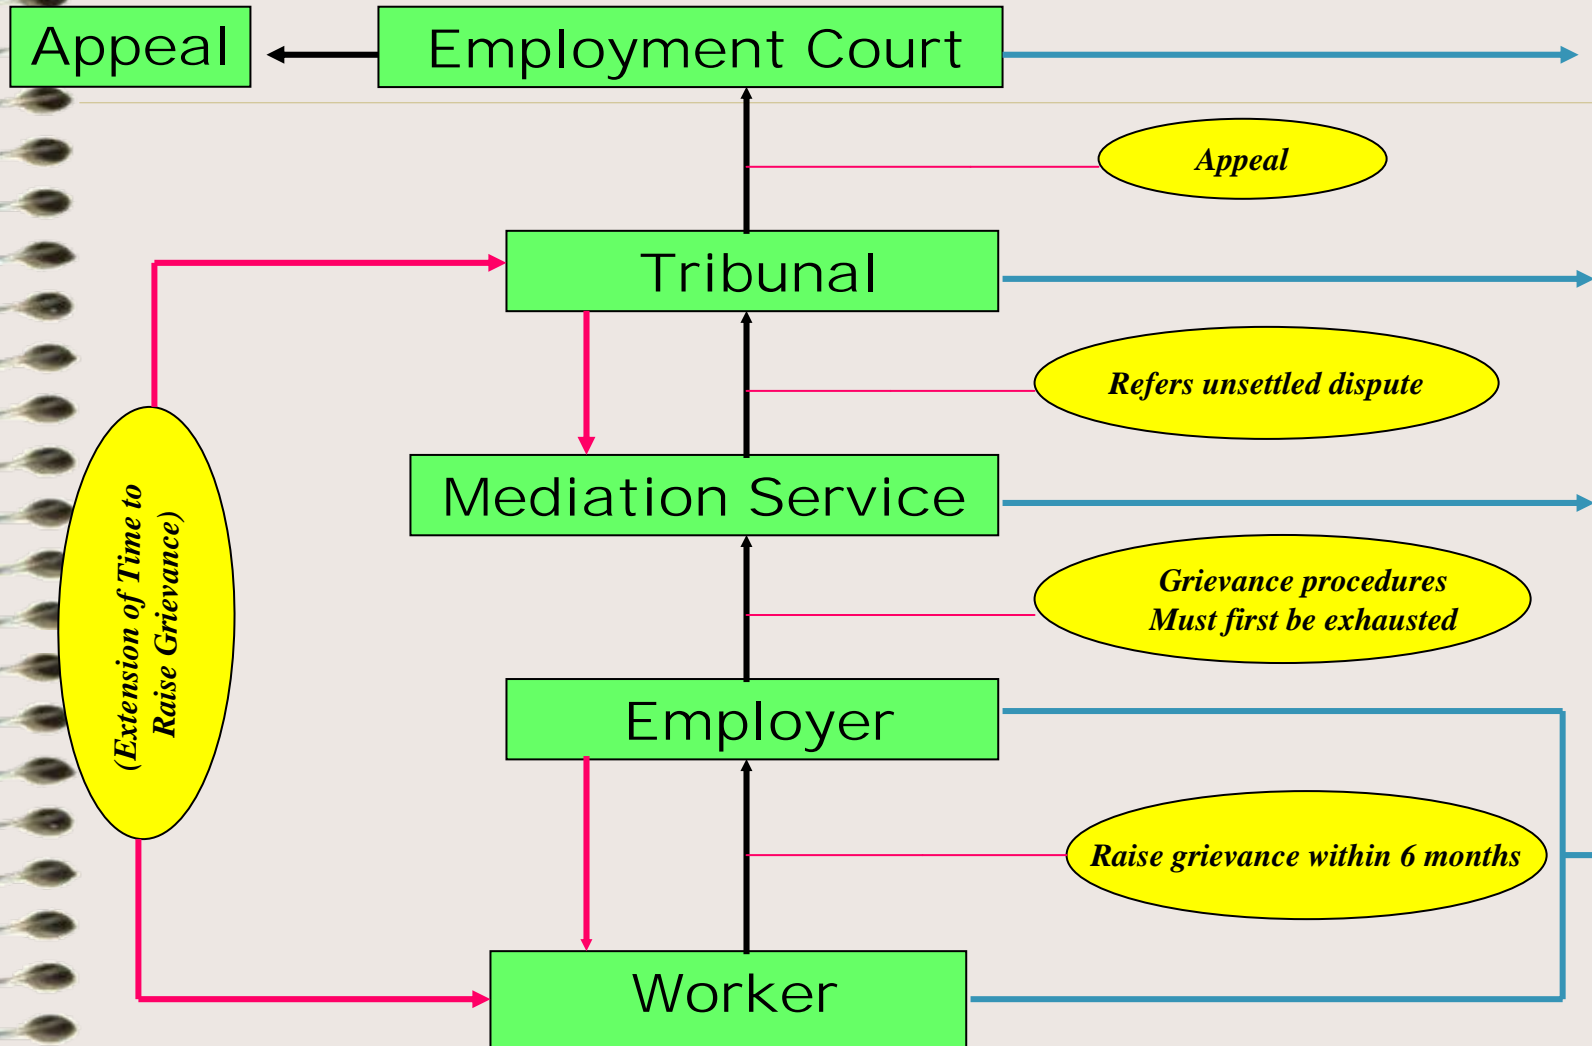 Appeal
Employment Court
Appeal
Tribunal
Refers unsettled dispute
Mediation Service
(Extension of Time to
Raise Grievance)
Grievance procedures
Must first be exhausted
Employer
Raise grievance within 6 months
Worker